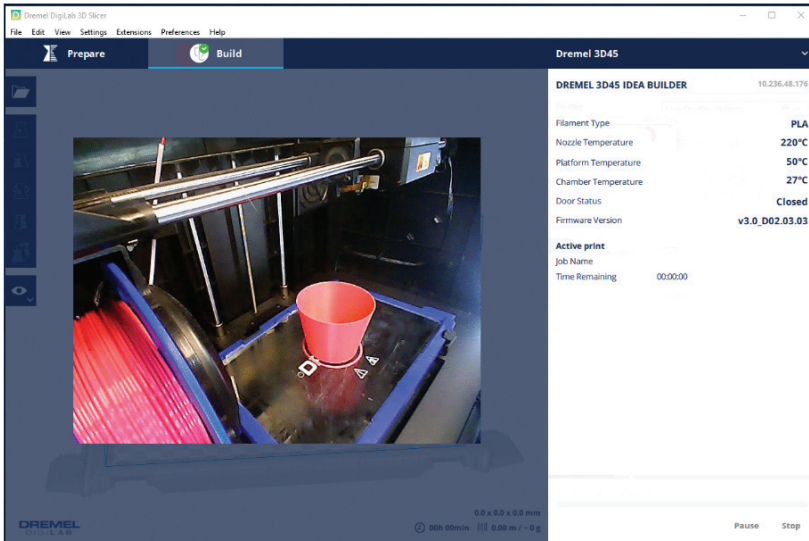 Dremel DigiLab 3D Slicer
File Edit View Settings Extensions Preferences Help
Prepare
Build
Dremel 3D45
DREMEL 3D45 IDEA BUILDER 10.236.48.176
Filament Type PLA
Nozzle Temperature 220°C
Platform Temperature 50°C
Chamber Temperature 27°C
Door Status Closed
Firmware Version v3.0_D02.03.03
Active print
Job Name
Time Remaining 00:00:00
0.0 x 0.0 x 0.0 mm
00h 00min 0.00 m / ~ 0 g
DREMEL
DIGILAB
Pause Stop